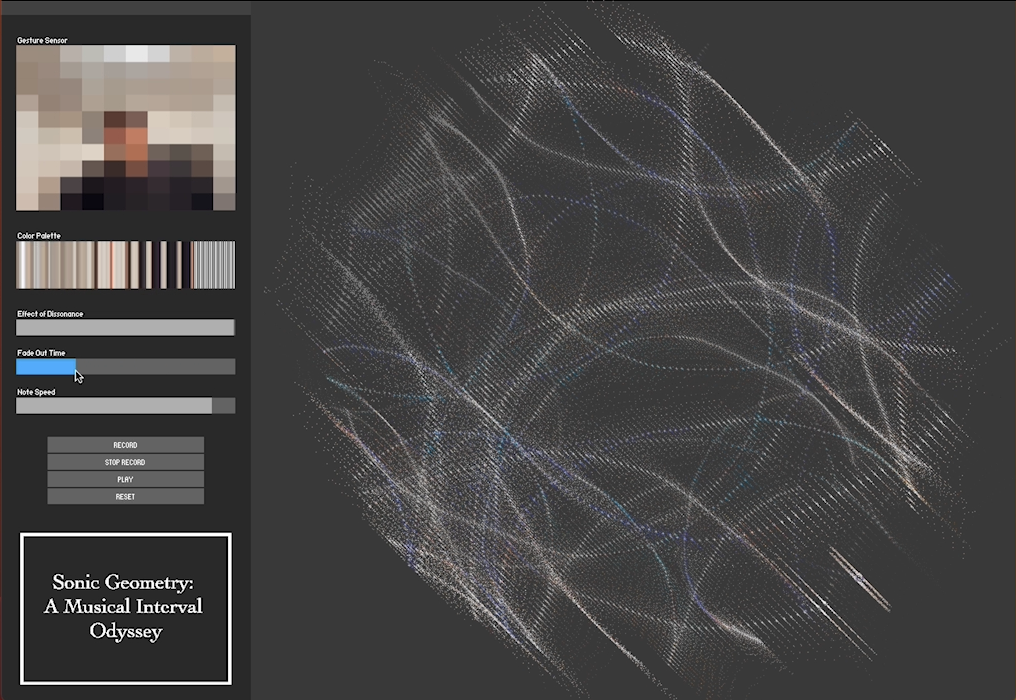 Gesture Sensor
Color Palette
Effect of Dissonance
Fade Out Time
Note Speed
RECORD
STOP RECORD
PLAY
RESET
Sonic Geometry:
A Musical Interval
Odyssey